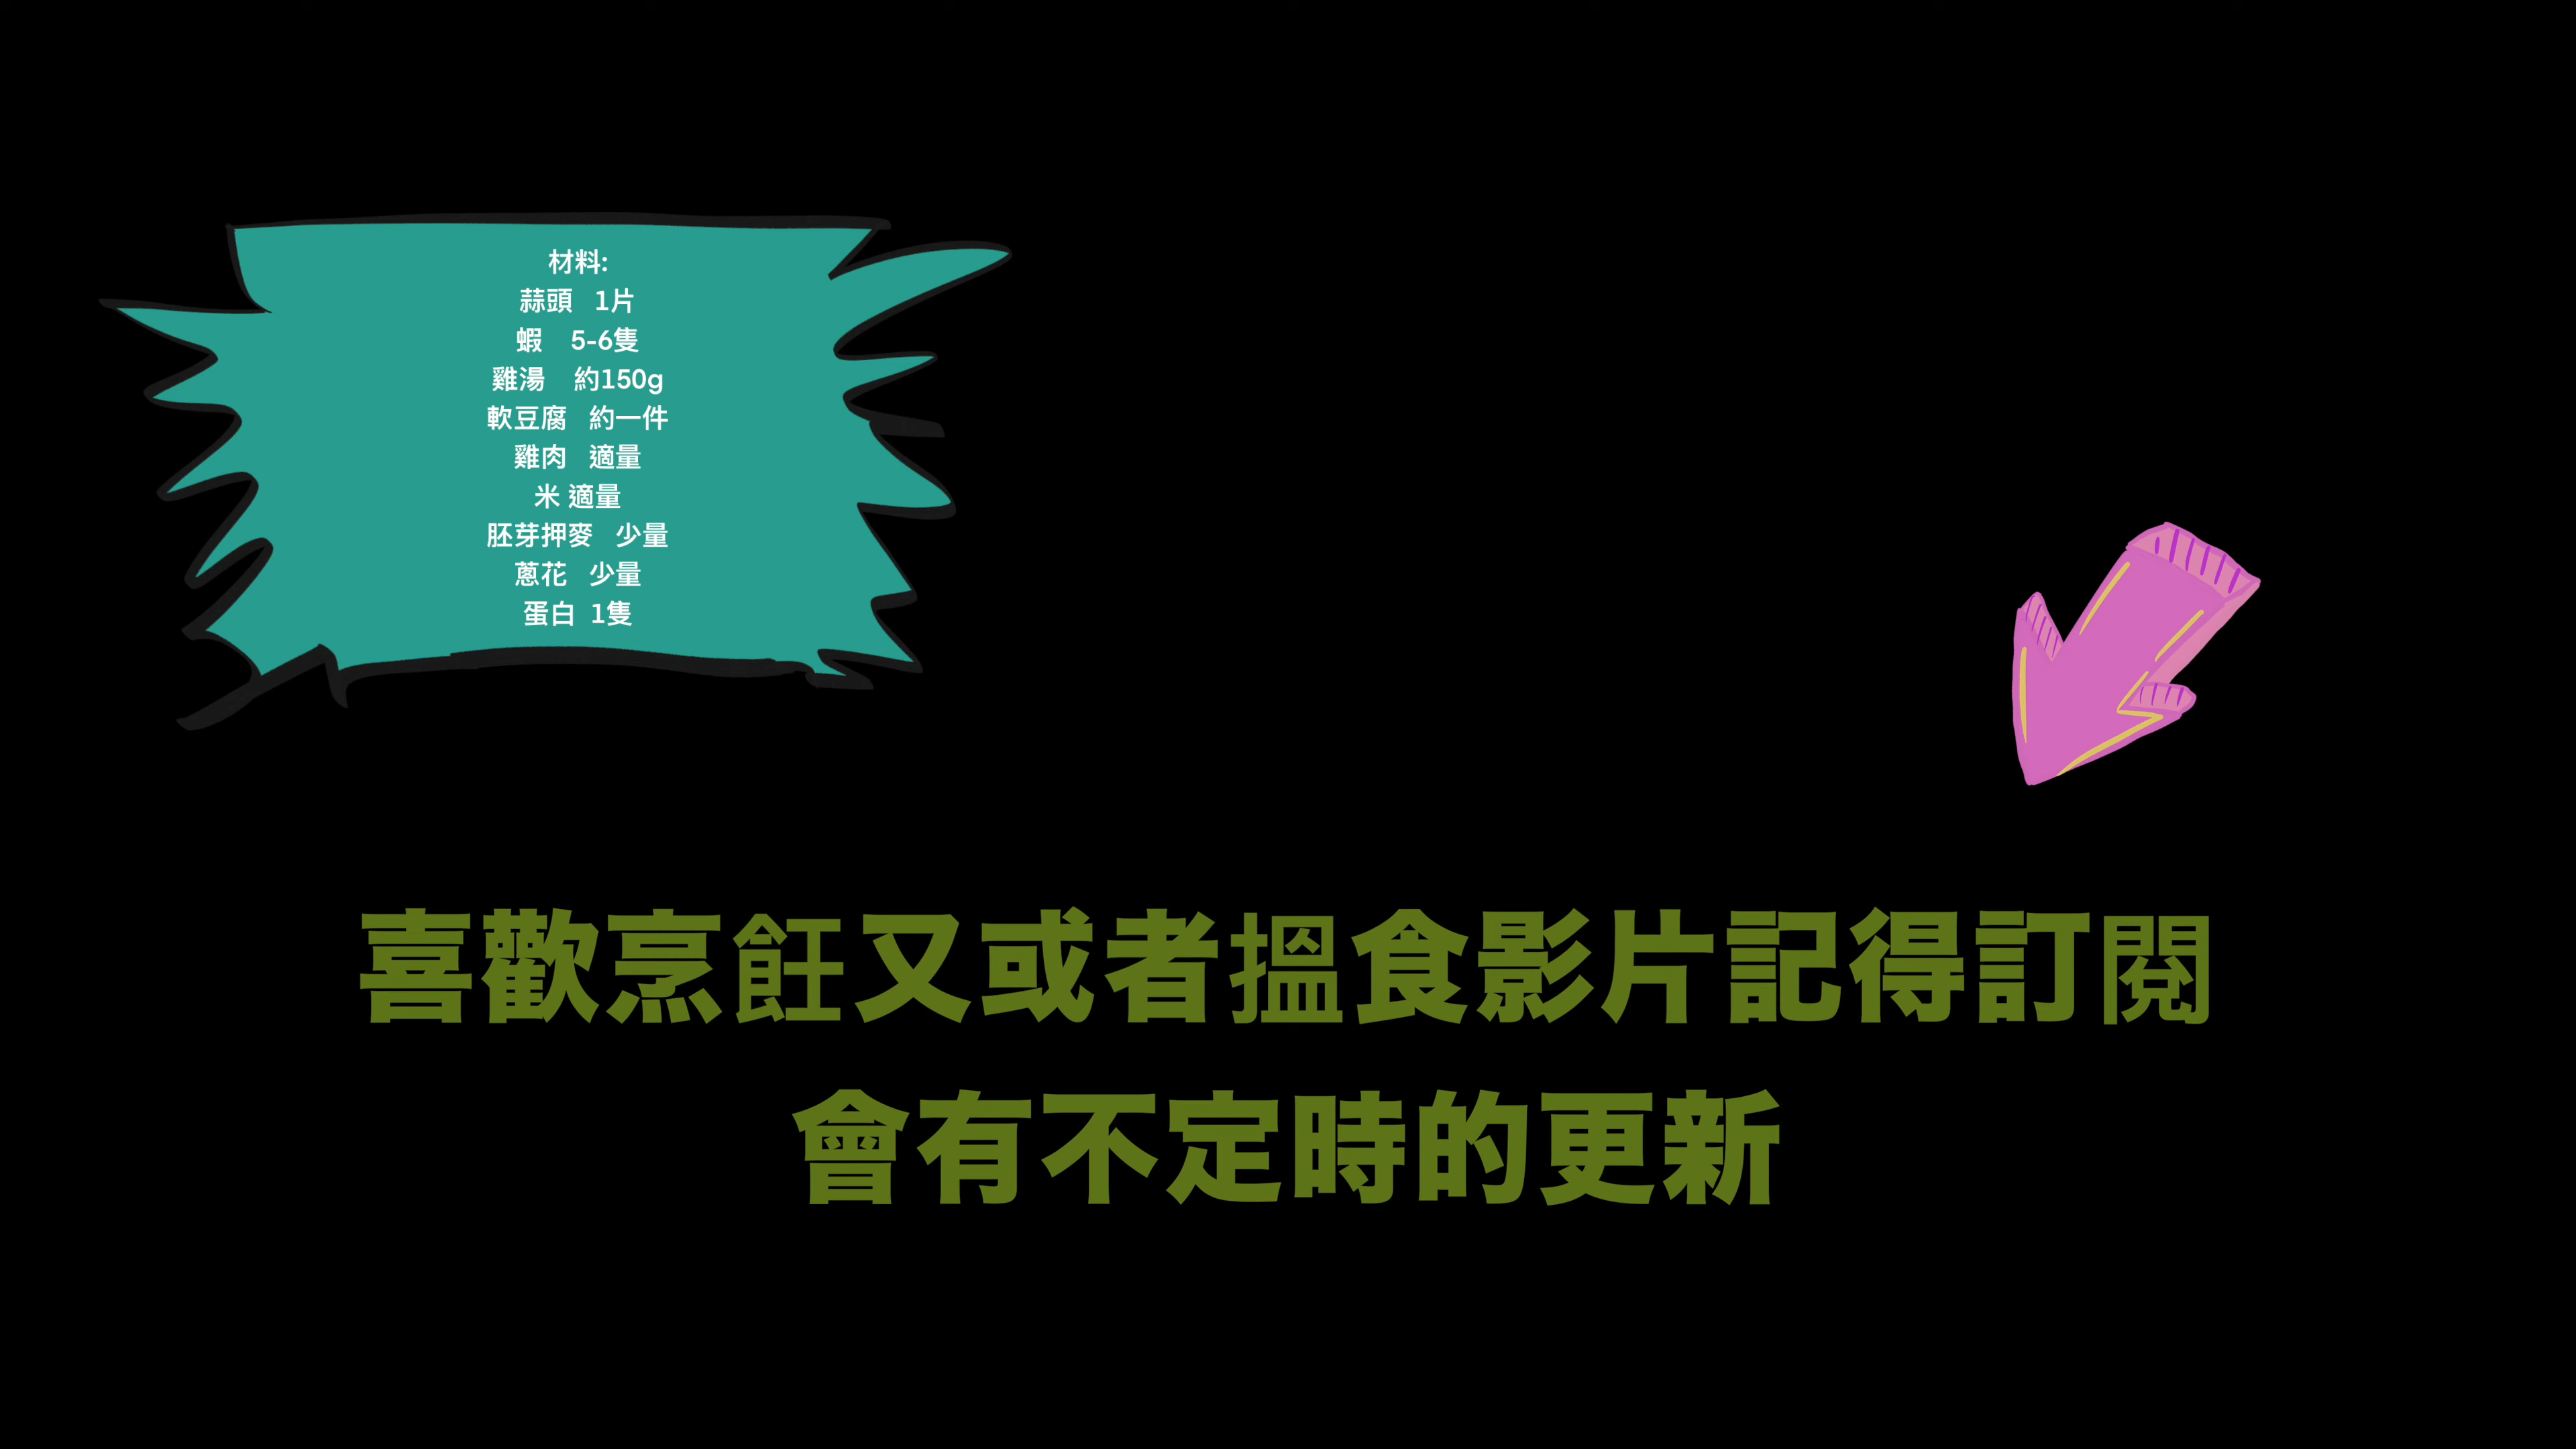 材料:
蒜頭 1片
蝦 5-6隻
雞湯 約150g
軟豆腐 約一件
雞肉 適量
米 適量
胚芽押麥 少量
蔥花 少量
蛋白 1隻
喜歡烹飪又或者搵食影片記得訂閱
會有不定時的更新